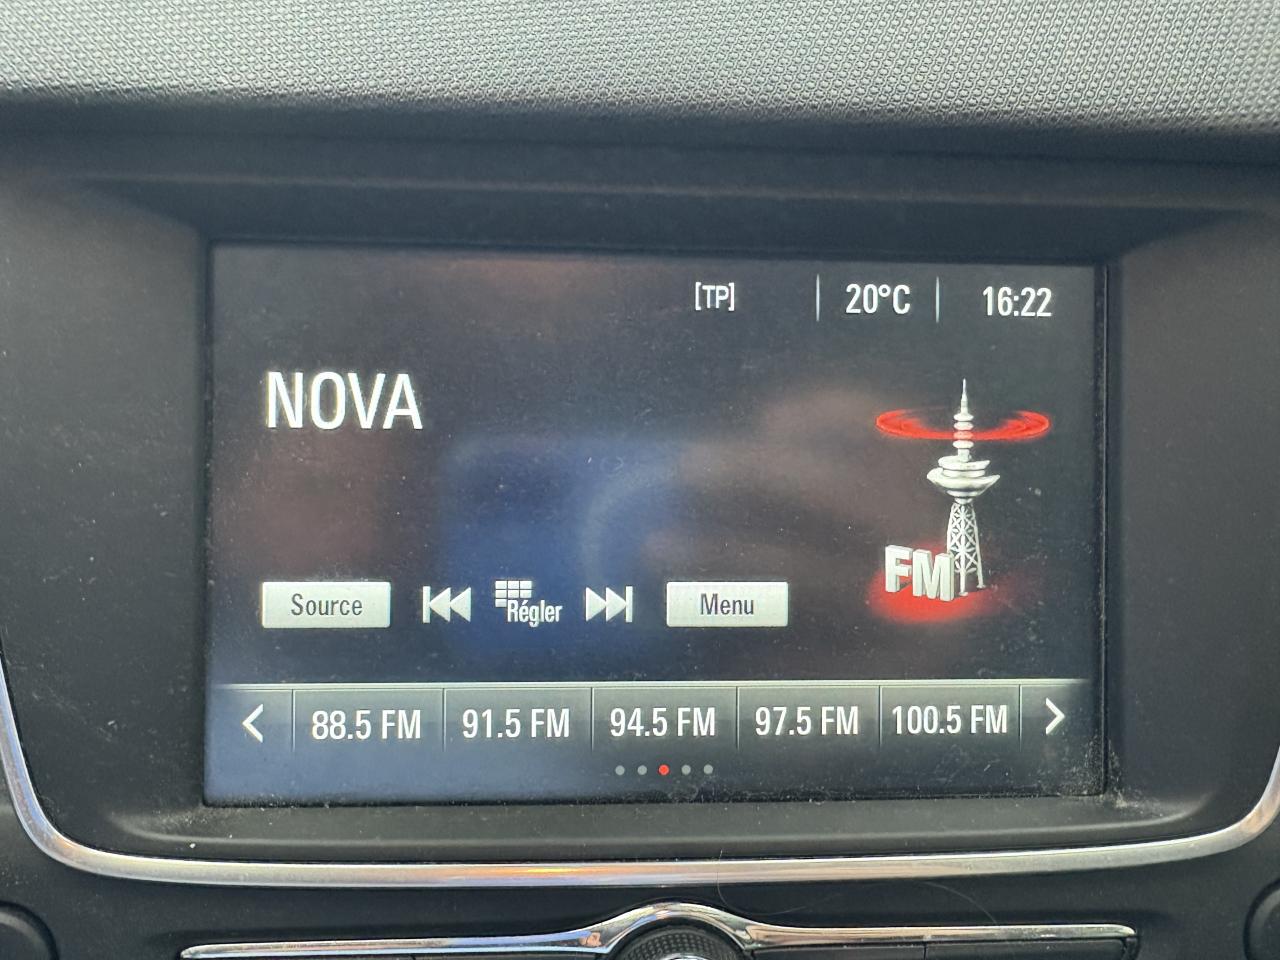 [TP] 20°C 16:22
NOVA
FM
Source Régler Menu
88.5 FM 91.5 FM 94.5 FM 97.5 FM 100.5 FM